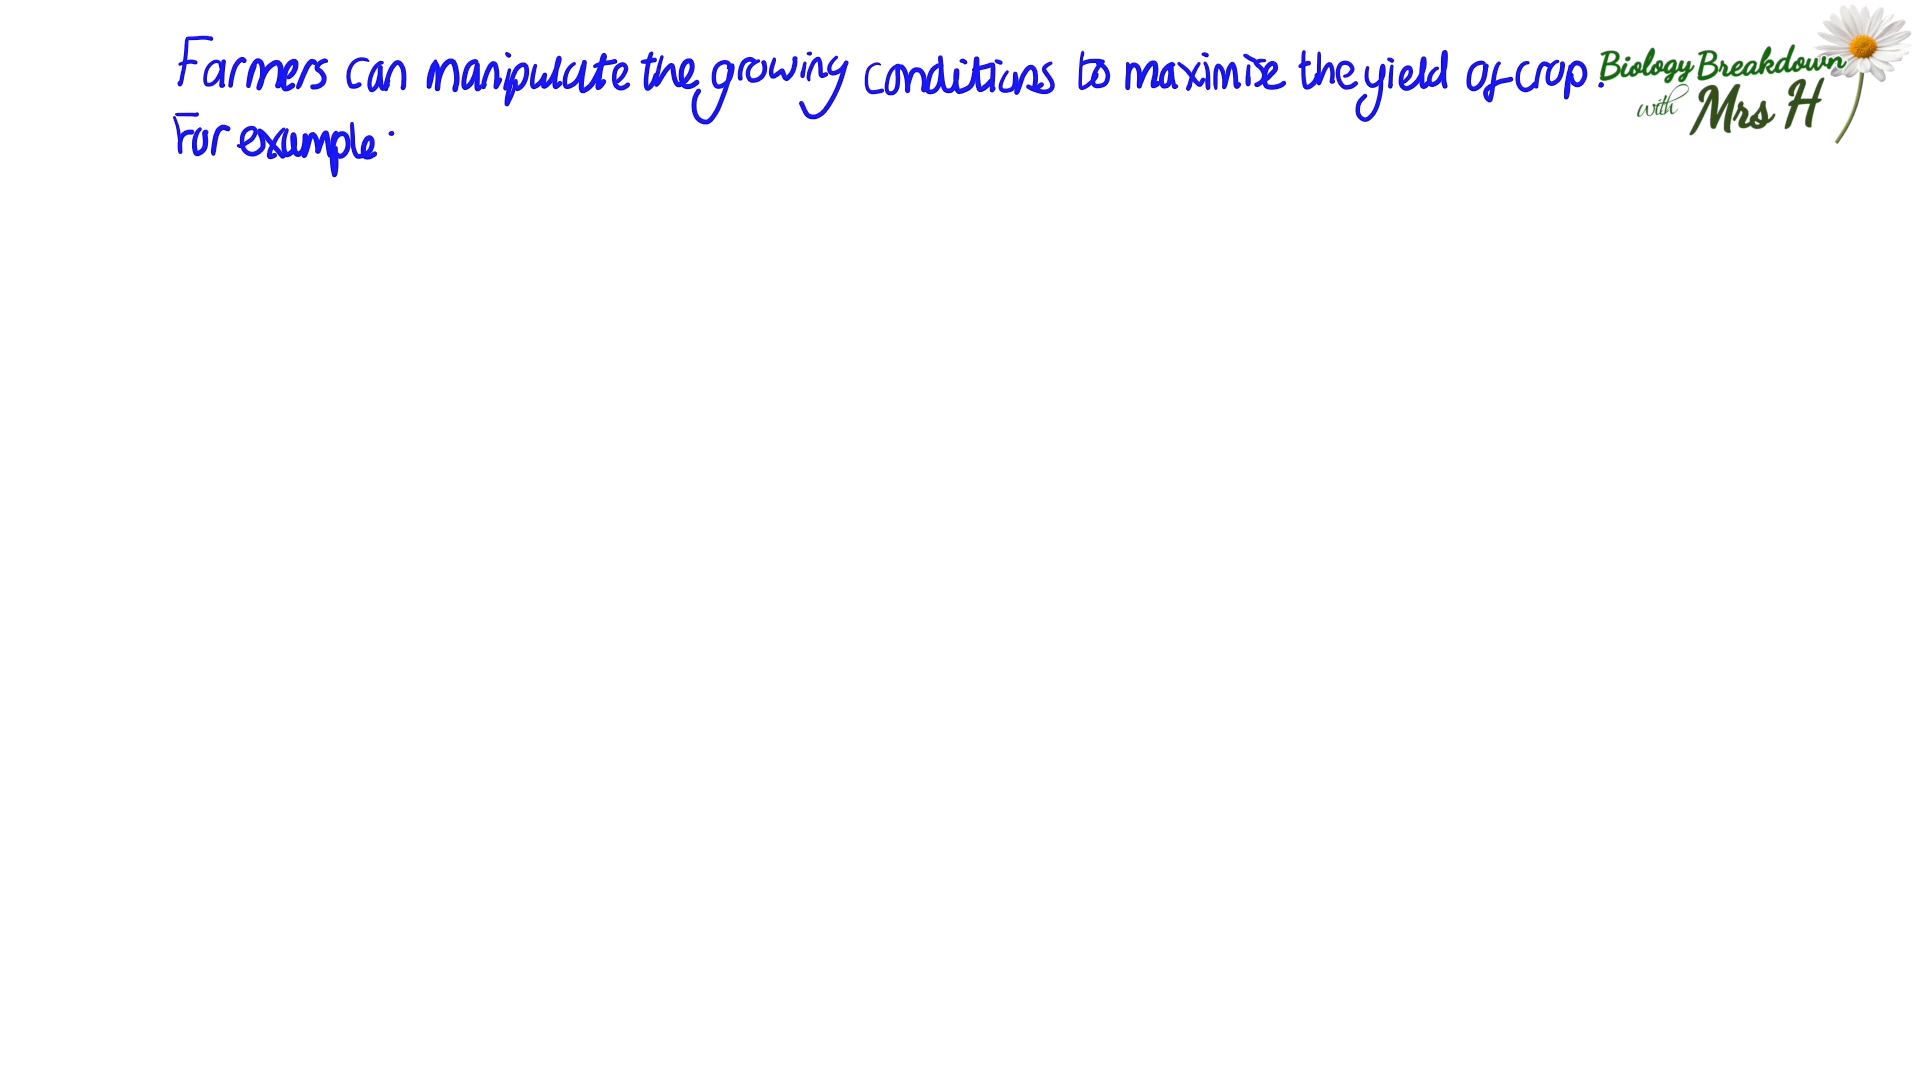 Farmers can manipulate the growing conditions to maximise the yield of crop.
For example:
Biology Breakdown
with Mrs H